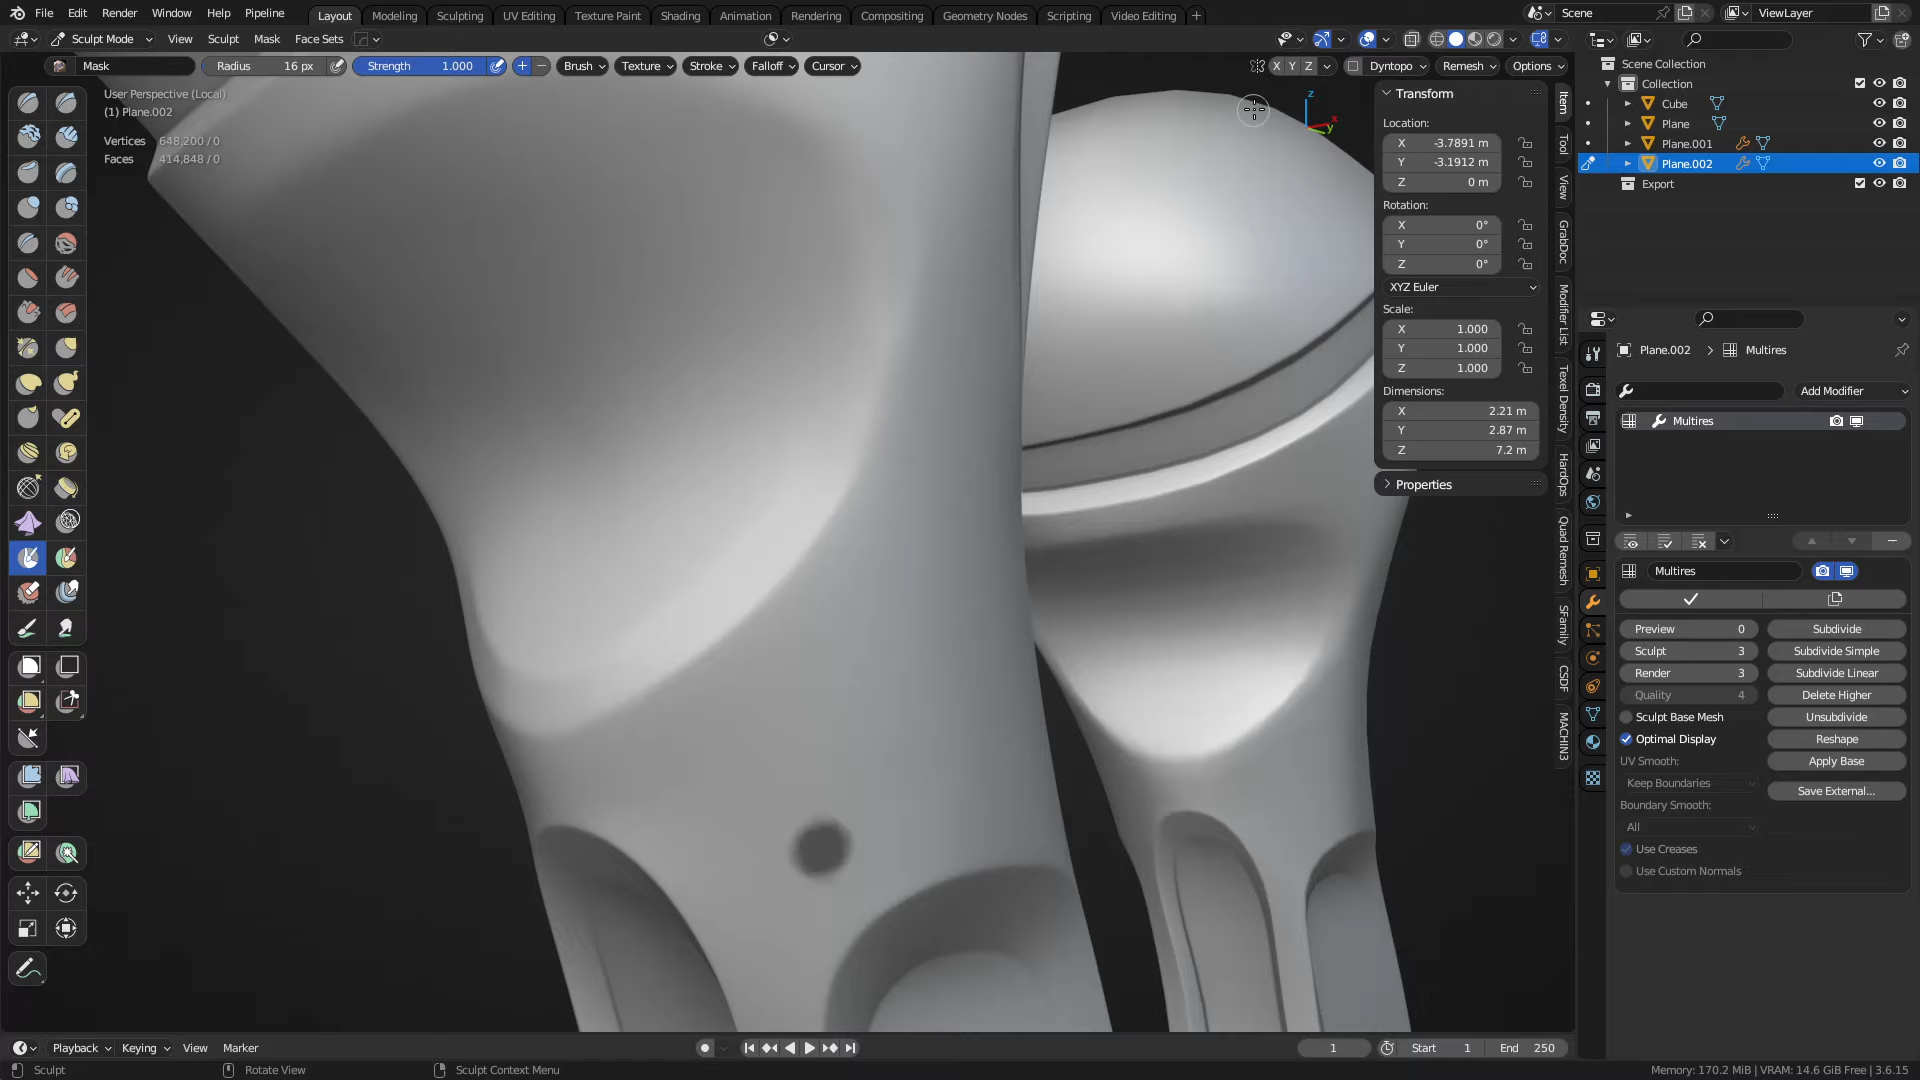 File Edit Render Window Help Pipeline Layout Modeling Sculpting UV Editing Texture Paint Shading Animation Rendering Compositing Geometry Nodes Scripting Video Editing + Scene ViewLayer
Sculpt Mode View Sculpt Mask Face Sets
Mask Radius 16 px Strength 1.000 Brush Texture Stroke Falloff Cursor X Y Z Dyntopo Remesh Options
User Perspective (Local)
(1) Plane.002
Vertices 648,200 / 0
Faces 414,848 / 0
Z
X
Y
Transform
Location:
X -3.7891 m
Y -3.1912 m
Z 0 m
Rotation:
X 0°
Y 0°
Z 0°
XYZ Euler
Scale:
X 1.000
Y 1.000
Z 1.000
Dimensions:
X 2.21 m
Y 2.87 m
Z 7.2 m
Properties
Item
Tool
View
GrabDoc
Modifier List
Texel Density
HardOps
Quad Remesh
SFamily
CSDF
MACHIN3
Scene Collection
Collection
Cube
Plane
Plane.001
Plane.002
Export
Plane.002 > Multires
Add Modifier
Multires
Multires
Preview 0 Subdivide
Sculpt 3 Subdivide Simple
Render 3 Subdivide Linear
Quality 4 Delete Higher
Sculpt Base Mesh Unsubdivide
Optimal Display Reshape
UV Smooth: Apply Base
Keep Boundaries Save External...
Boundary Smooth:
All
Use Creases
Use Custom Normals
Playback Keying View Marker 1 Start 1 End 250
Sculpt Rotate View Sculpt Context Menu Memory: 170.2 MiB | VRAM: 14.6 GiB Free | 3.6.15